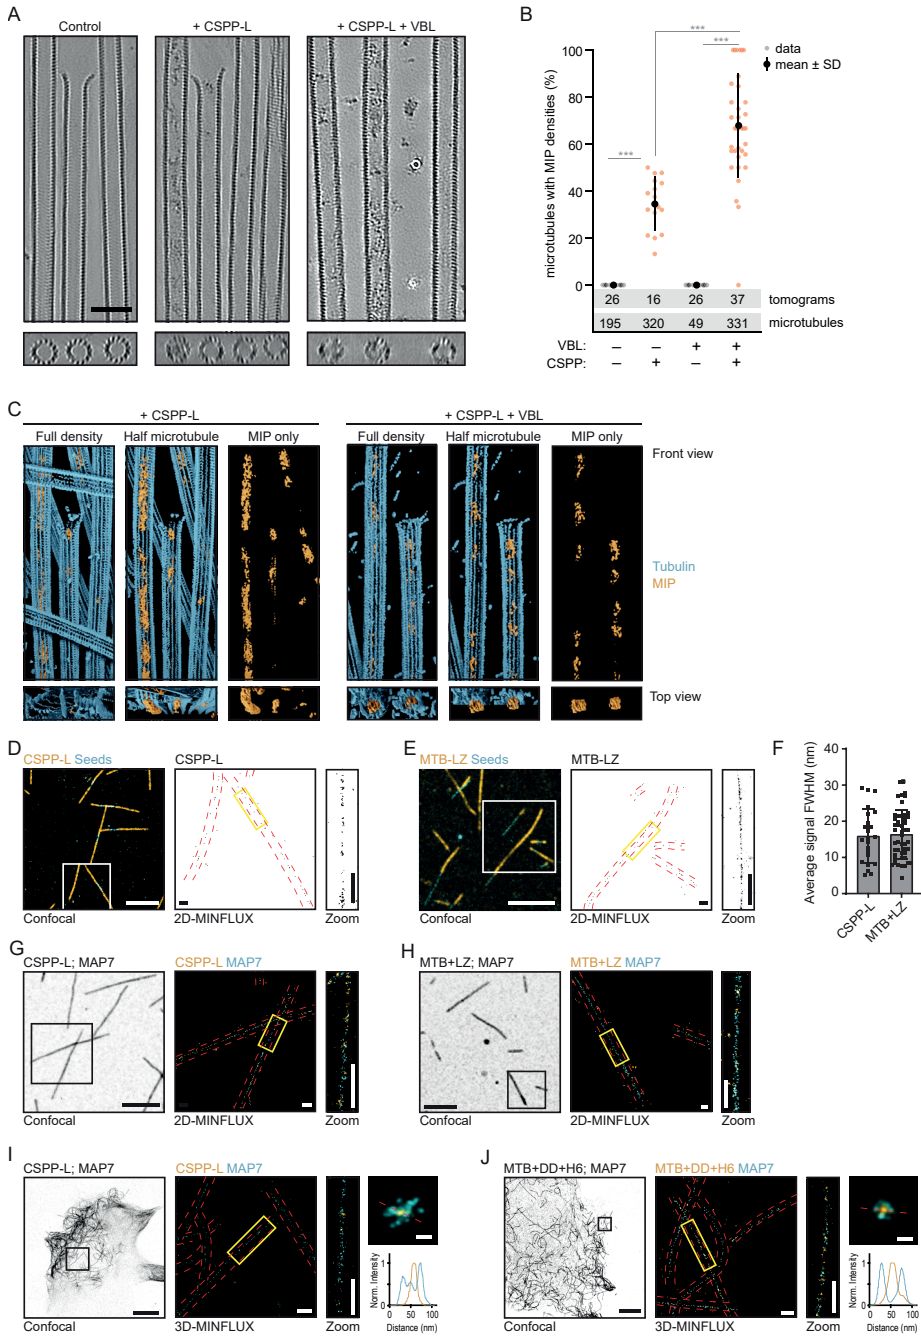 A
Control
+ CSPP-L
+ CSPP-L + VBL
B
microtubules with MIP densities (%)
100
80
60
40
20
0
***
***
***
data
mean ± SD
26 16 26 37 tomograms
195 320 49 331 microtubules
VBL: – – + +
CSPP: – + – +
C
+ CSPP-L
+ CSPP-L + VBL
Full density Half microtubule MIP only
Full density Half microtubule MIP only
Front view
Tubulin
MIP
Top view
D
CSPP-L Seeds
CSPP-L
Confocal
2D-MINFLUX
Zoom
E
MTB-LZ Seeds
MTB-LZ
Confocal
2D-MINFLUX
Zoom
F
Average signal FWHM (nm)
40
30
20
10
0
CSPP-L
MTB+LZ
G
CSPP-L; MAP7
CSPP-L MAP7
Confocal
2D-MINFLUX
Zoom
H
MTB+LZ; MAP7
MTB+LZ MAP7
Confocal
2D-MINFLUX
Zoom
I
CSPP-L; MAP7
CSPP-L MAP7
Confocal
3D-MINFLUX
Zoom
Norm. Intensity
1
0
0 50 100
Distance (nm)
J
MTB+DD+H6; MAP7
MTB+DD+H6 MAP7
Confocal
3D-MINFLUX
Zoom
Norm. Intensity
1
0
0 50 100
Distance (nm)